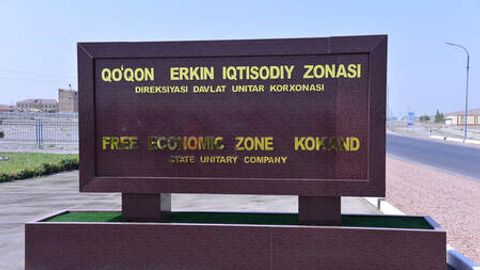 QO'QON ERKIN IQTISODIY ZONASI
DIREKSIYASI DAVLAT UNITAR KORXONASI
FREE ECONOMIC ZONE KOKAND
STATE UNITARY COMPANY